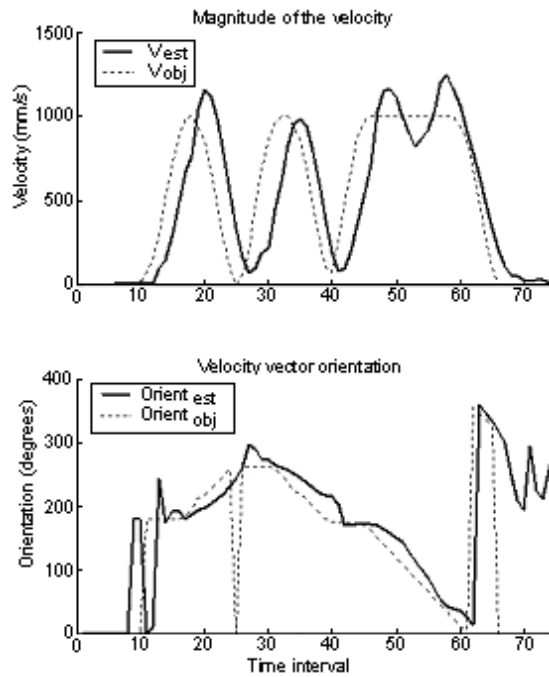 Magnitude of the velocity
1500
1000
500
0
Velocity (mm/s)
Vest
Vobj
0 10 20 30 40 50 60 70
Velocity vector orientation
400
300
200
100
0
Orientation (degrees)
Orient est
Orient obj
0 10 20 30 40 50 60 70
Time interval